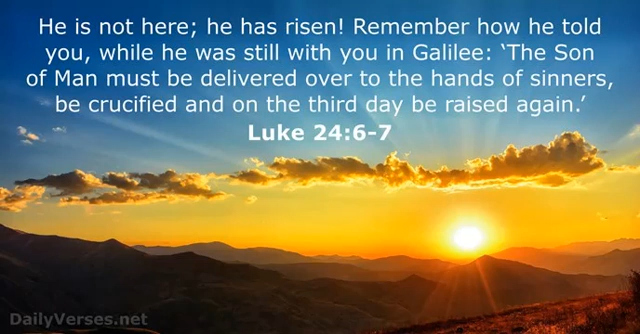 He is not here; he has risen! Remember how he told
you, while he was still with you in Galilee: ‘The Son
of Man must be delivered over to the hands of sinners,
be crucified and on the third day be raised again.’
Luke 24:6-7
DailyVerses.net